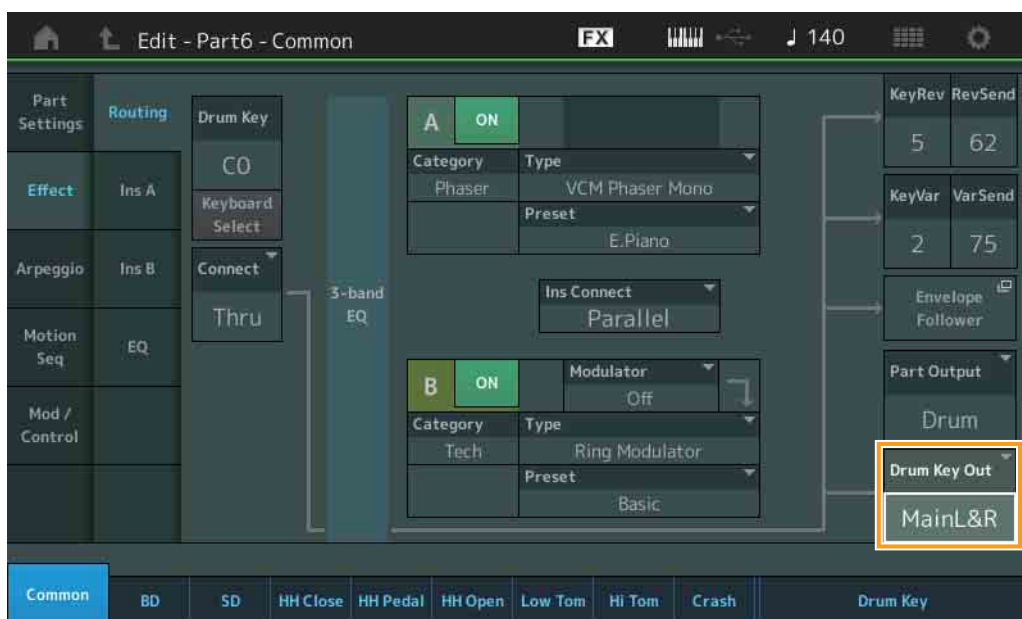 Edit - Part6 - Common
FX
♩ 140
Part Settings
Effect
Arpeggio
Motion Seq
Mod / Control
Routing
Ins A
Ins B
EQ
Drum Key
C0
Keyboard Select
Connect
Thru
3-band EQ
A ON
Category
Phaser
Type
VCM Phaser Mono
Preset
E.Piano
Ins Connect
Parallel
B ON
Modulator
Off
Category
Tech
Type
Ring Modulator
Preset
Basic
KeyRev RevSend
5 62
KeyVar VarSend
2 75
Envelope Follower
Part Output
Drum
Drum Key Out
MainL&R
Common BD SD HH Close HH Pedal HH Open Low Tom Hi Tom Crash Drum Key